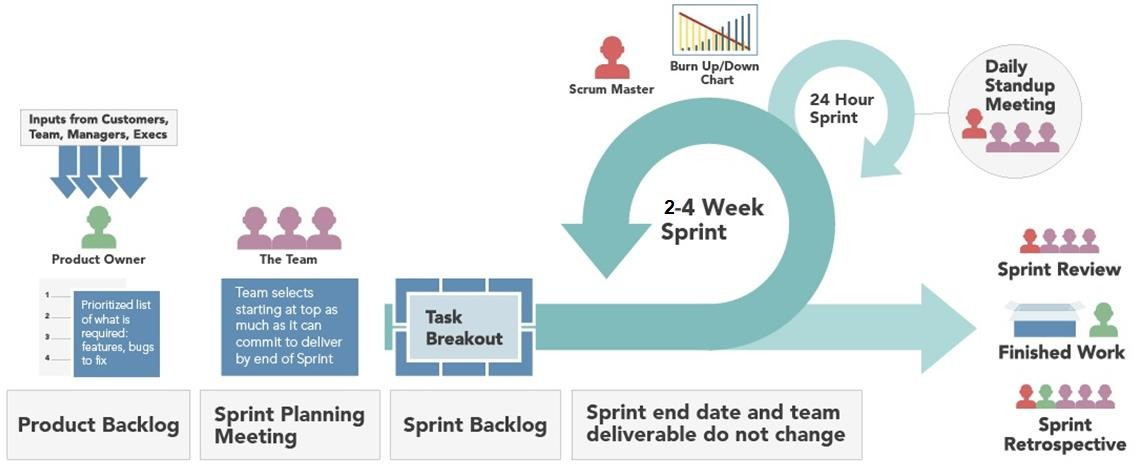 Inputs from Customers,
Team, Managers, Execs
Product Owner
1
2
3
4
Prioritized list
of what is
required:
features, bugs
to fix
Product Backlog
The Team
Team selects
starting at top as
much as it can
commit to deliver
by end of Sprint
Sprint Planning
Meeting
Task
Breakout
Sprint Backlog
Scrum Master
Burn Up/Down
Chart
2-4 Week
Sprint
24 Hour
Sprint
Daily
Standup
Meeting
Sprint end date and team
deliverable do not change
Sprint Review
Finished Work
Sprint
Retrospective